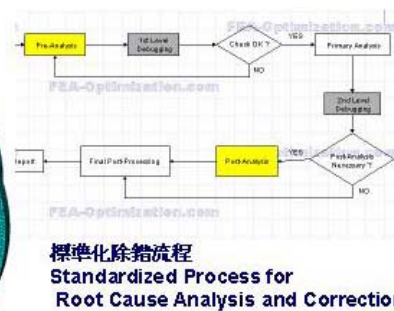 FEA-Optimization.com
Pre-Analysis
1st Level
Debugging
Check OK ?
YES
Primary Analysis
NO
FEA-Optimization.com
2nd Level
Debugging
Report
Final Post-Processing
Post-Analysis
YES
Post-Analysis
Necessary ?
NO
FEA-Optimization.com
標準化除錯流程
Standardized Process for
Root Cause Analysis and Correction